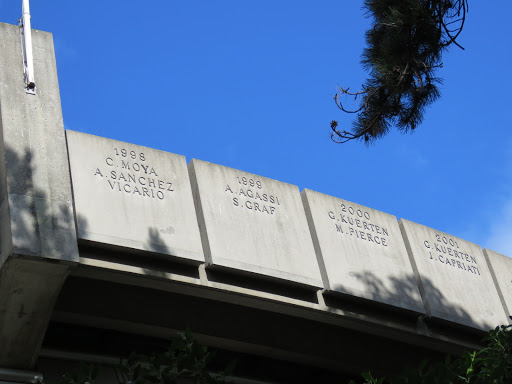 1998
C. MOYA
A. SANCHEZ
VICARIO
1999
A. AGASSI
S. GRAF
2000
G. KUERTEN
M. PIERCE
2001
G. KUERTEN
J. CAPRIATI